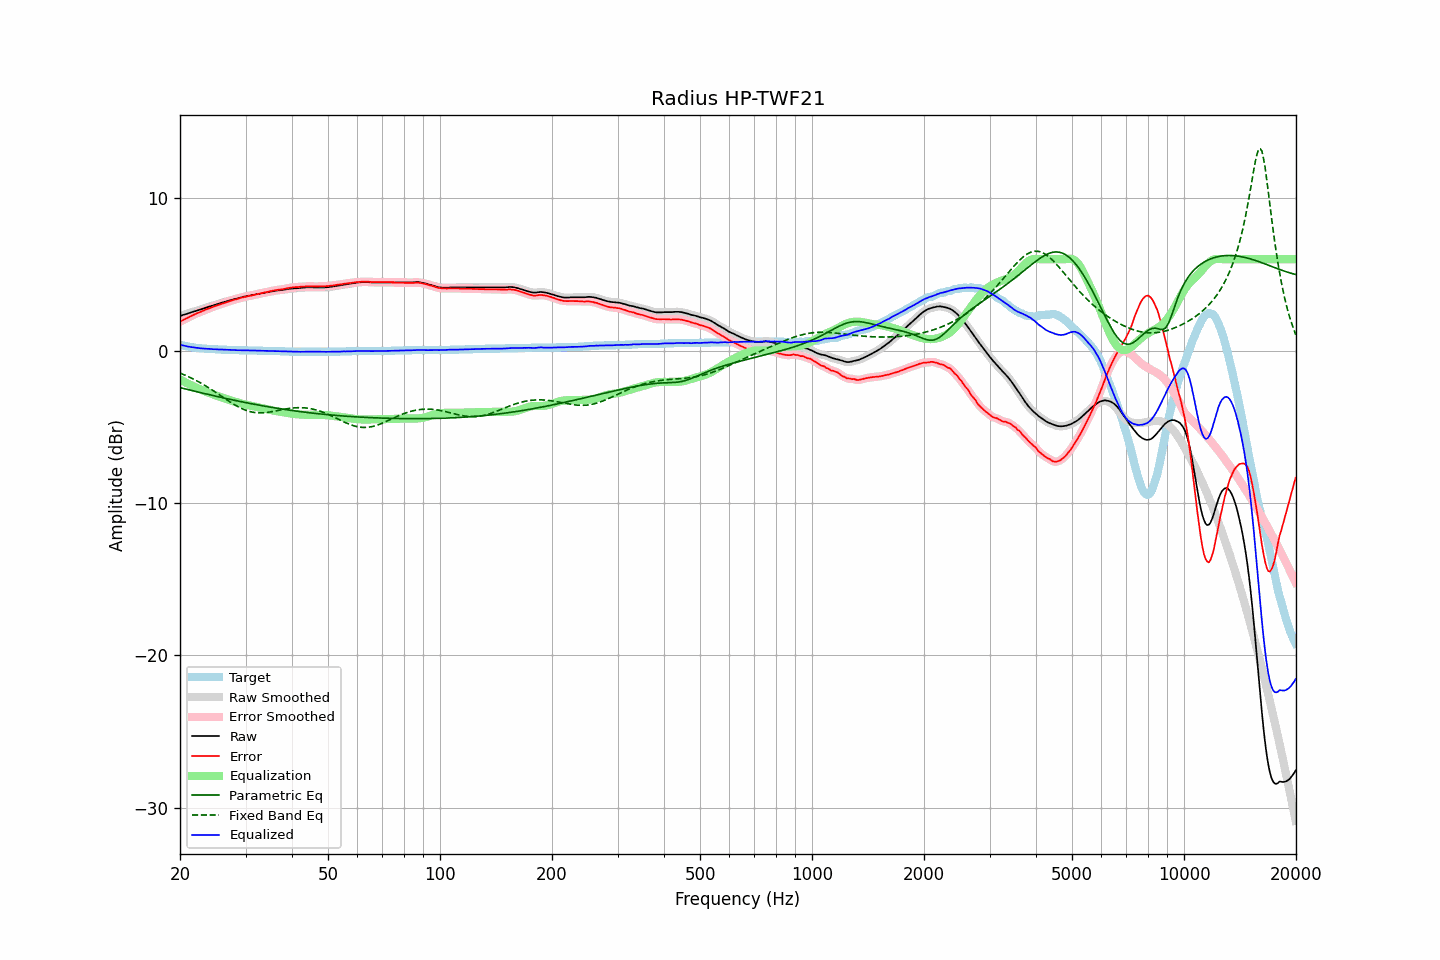 Radius HP-TWF21
Amplitude (dBr)
10
0
−10
−20
−30
Target
Raw Smoothed
Error Smoothed
Raw
Error
Equalization
Parametric Eq
Fixed Band Eq
Equalized
20 50 100 200 500 1000 2000 5000 10000 20000
Frequency (Hz)